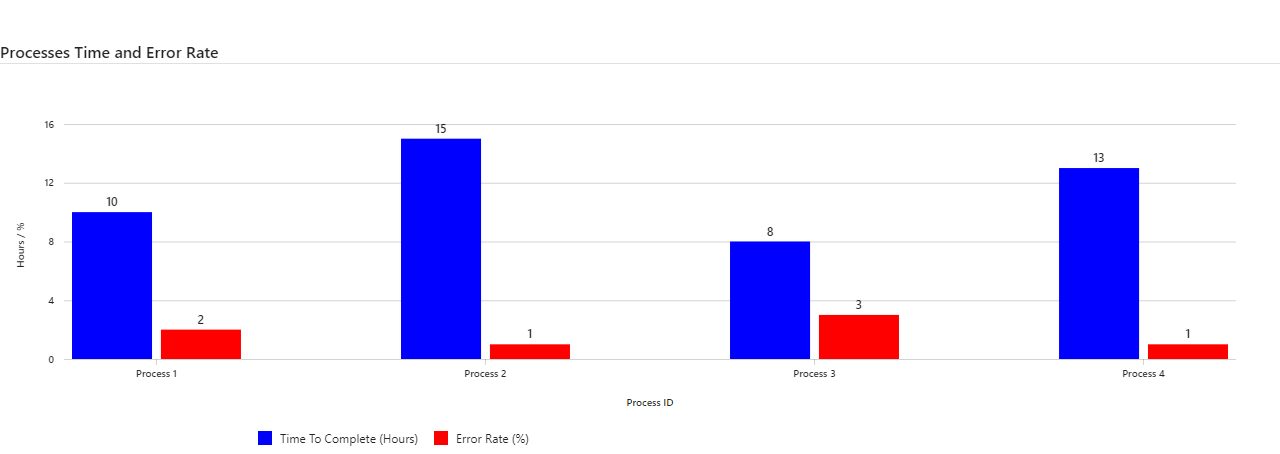 Processes Time and Error Rate
16
15
13
12
10
8
8
Hours / %
4
3
2
1
1
0
Process 1
Process 2
Process 3
Process 4
Process ID
Time To Complete (Hours)
Error Rate (%)